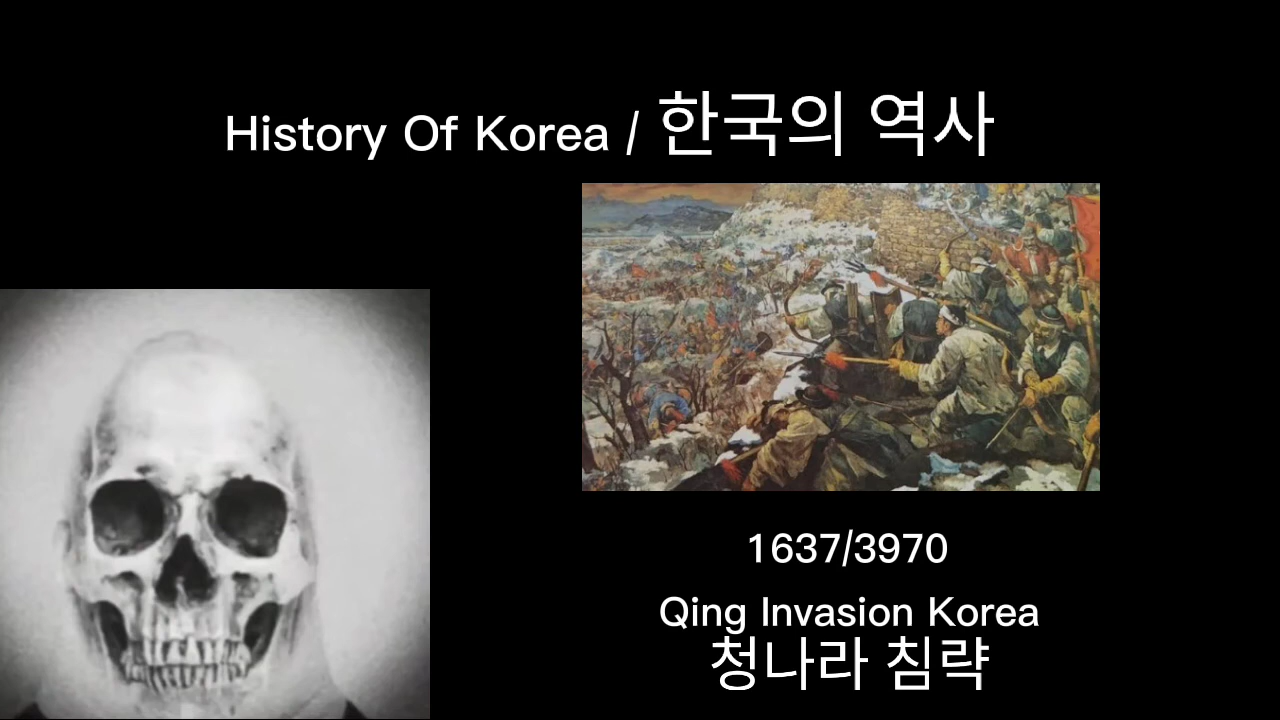 History Of Korea / 한국의 역사
1637/3970
Qing Invasion Korea
청나라 침략